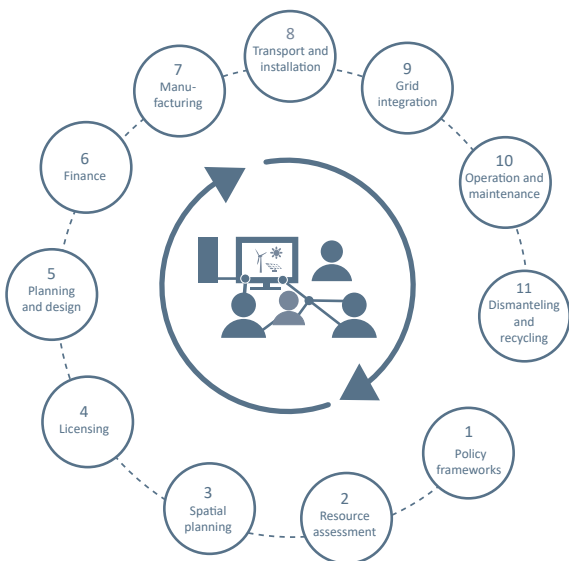 1
Policy
frameworks
2
Resource
assessment
3
Spatial
planning
4
Licensing
5
Planning
and design
6
Finance
7
Manu-
facturing
8
Transport and
installation
9
Grid
integration
10
Operation and
maintenance
11
Dismanteling
and
recycling